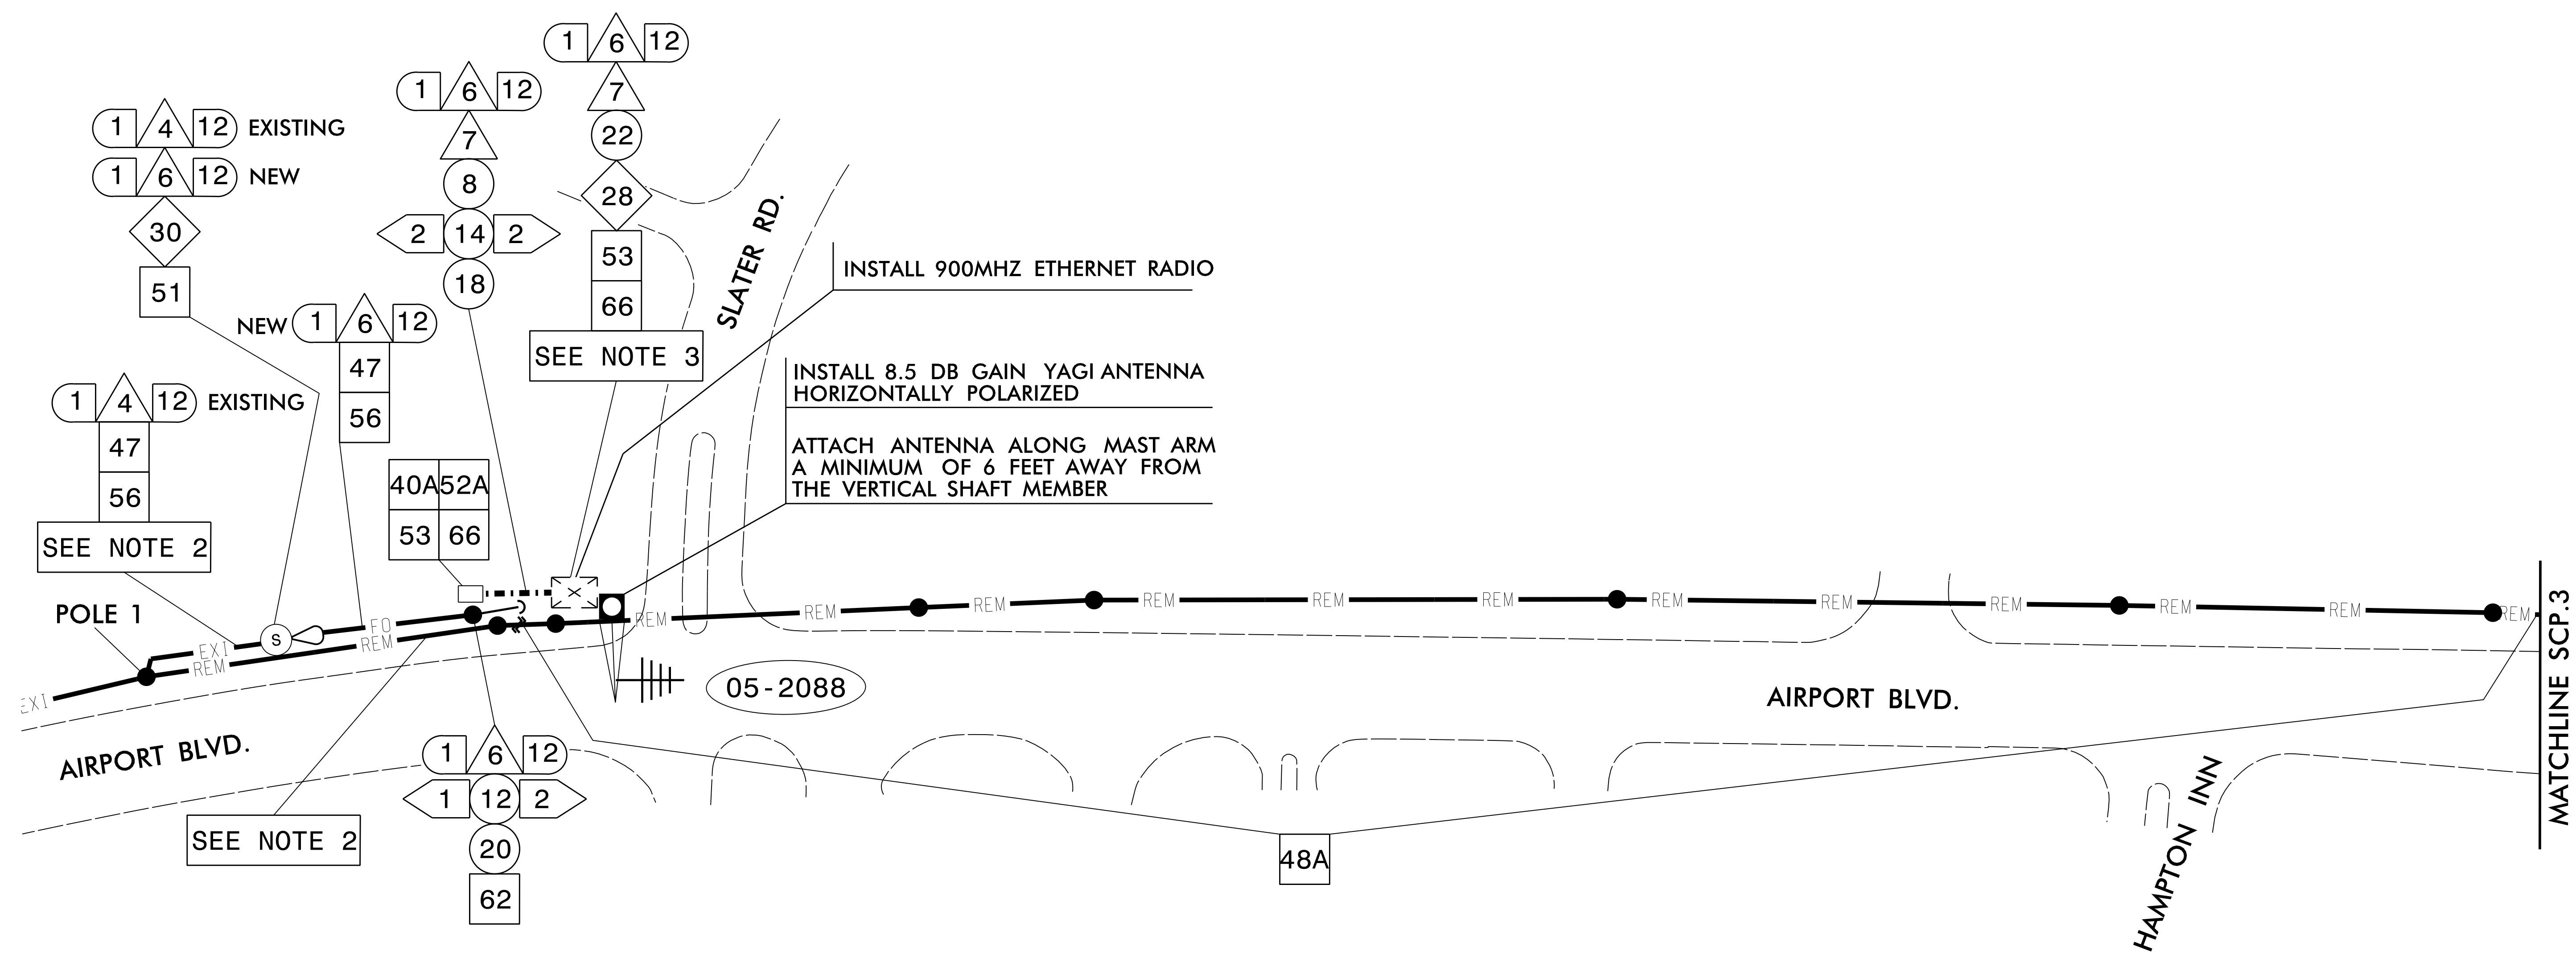 1 6 12
7
22
28
53
66
SEE NOTE 3
1 6 12
7
8
2 14 2
18
1 4 12 EXISTING
1 6 12 NEW
30
51
NEW 1 6 12
47
56
1 4 12 EXISTING
47
56
SEE NOTE 2
POLE 1
40A 52A
53 66
SLATER RD.
INSTALL 900MHZ ETHERNET RADIO
INSTALL 8.5 DB GAIN YAGI ANTENNA
HORIZONTALLY POLARIZED
ATTACH ANTENNA ALONG MAST ARM
A MINIMUM OF 6 FEET AWAY FROM
THE VERTICAL SHAFT MEMBER
S
EXI
EXI FO
REM REM REM REM REM REM REM REM REM REM REM REM REM
05-2088
AIRPORT BLVD.
AIRPORT BLVD.
SEE NOTE 2
1 6 12
1 12 2
20
62
48A
HAMPTON INN
MATCHLINE SCP.3